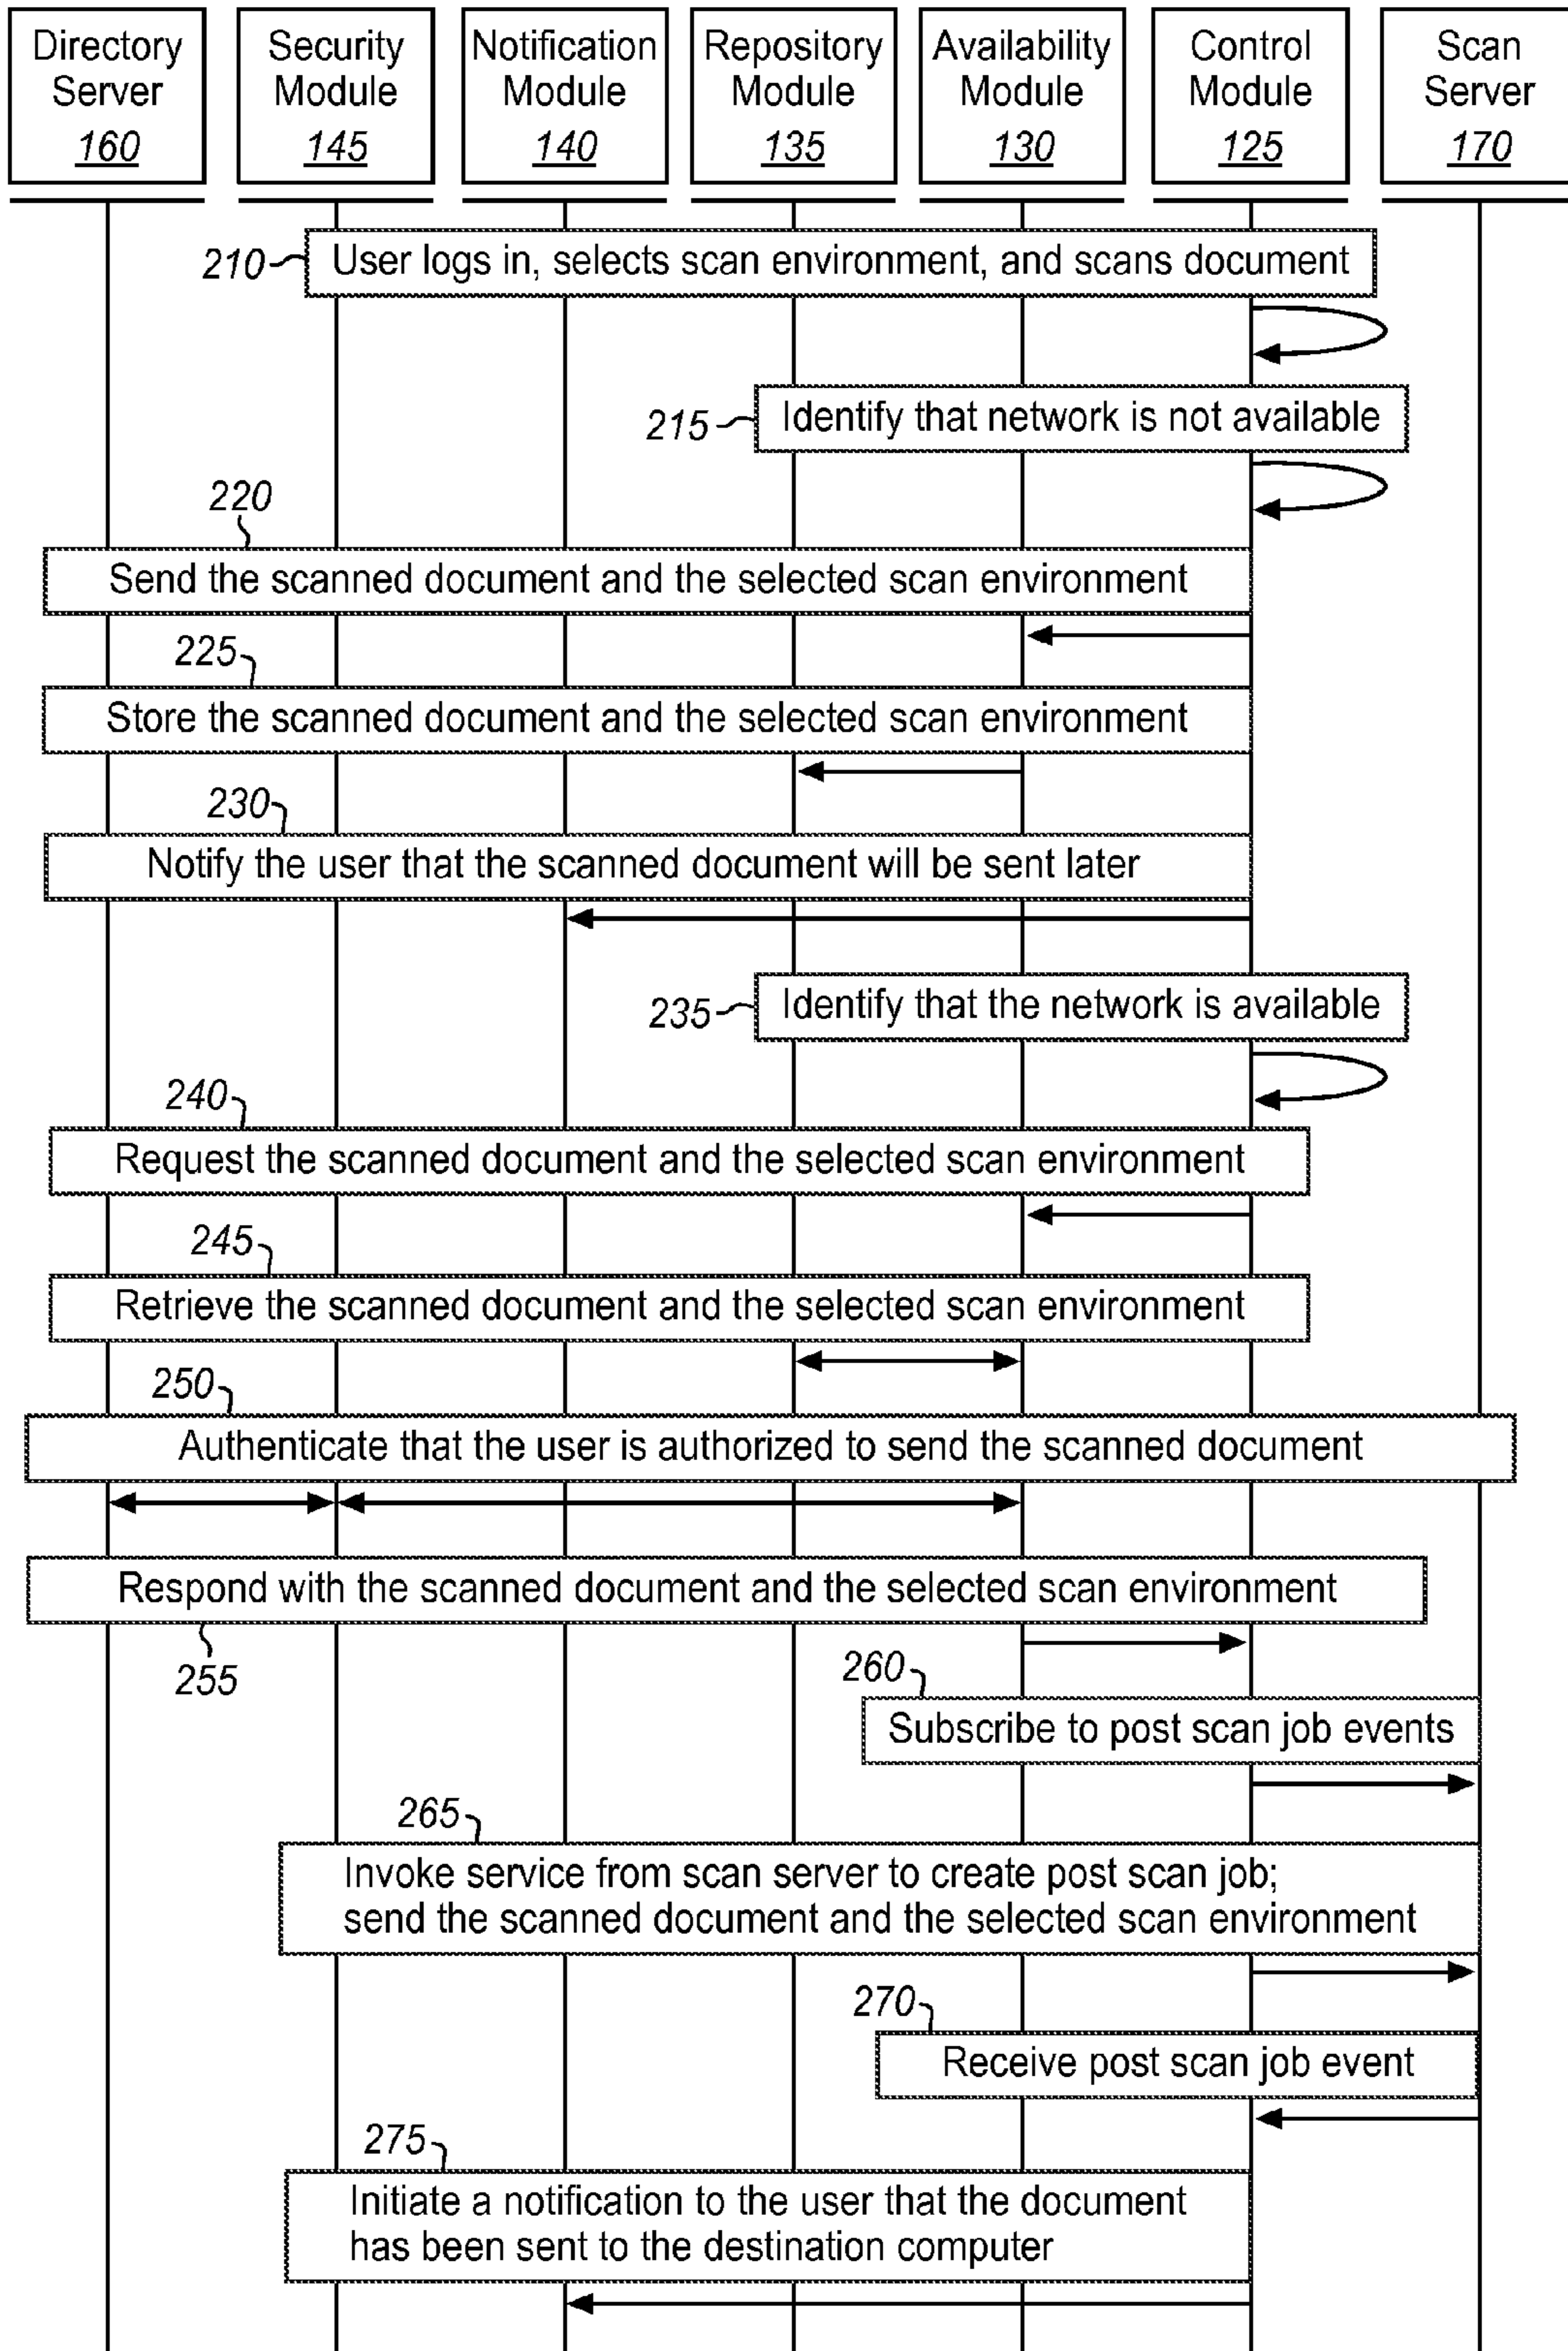 Directory
Server
160
Security
Module
145
Notification
Module
140
Repository
Module
135
Availability
Module
130
Control
Module
125
Scan
Server
170
210
User logs in, selects scan environment, and scans document
215
Identify that network is not available
220
Send the scanned document and the selected scan environment
225
Store the scanned document and the selected scan environment
230
Notify the user that the scanned document will be sent later
235
Identify that the network is available
240
Request the scanned document and the selected scan environment
245
Retrieve the scanned document and the selected scan environment
250
Authenticate that the user is authorized to send the scanned document
Respond with the scanned document and the selected scan environment
255
260
Subscribe to post scan job events
265
Invoke service from scan server to create post scan job;
send the scanned document and the selected scan environment
270
Receive post scan job event
275
Initiate a notification to the user that the document
has been sent to the destination computer